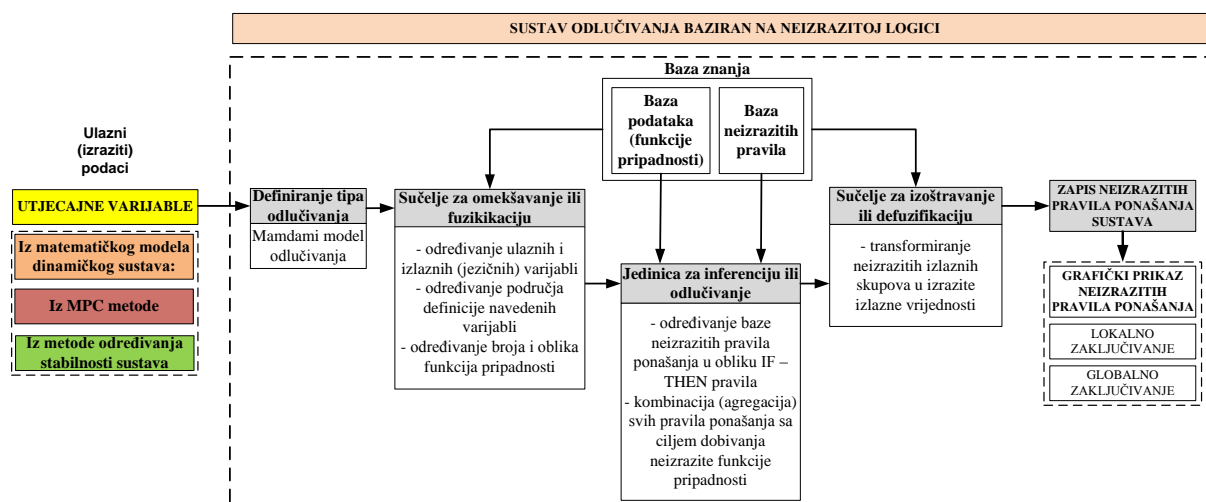 SUSTAV ODLUČIVANJA BAZIRAN NA NEIZRAZITOJ LOGICI
Ulazni
(izraziti)
podaci
UTJECAJNE VARIJABLE
Iz matematičkog modela
dinamičkog sustava:
Iz MPC metode
Iz metode određivanja
stabilnosti sustava
Definiranje tipa
odlučivanja
Mamdami model
odlučivanja
Sučelje za omekšavanje ili
fuzikikaciju
- određivanje ulaznih i
izlaznih (jezičnih) varijabli
- određivanje područja
definicije navedenih
varijabli
- određivanje broja i oblika
funkcija pripadnosti
Baza znanja
Baza
podataka
(funkcije
pripadnosti)
Baza
neizrazitih
pravila
Jedinica za inferenciju ili
odlučivanje
- određivanje baze
neizrazitih pravila
ponašanja u obliku IF –
THEN pravila
- kombinacija (agregacija)
svih pravila ponašanja sa
ciljem dobivanja
neizrazite funkcije
pripadnosti
Sučelje za izoštravanje
ili defuzifikaciju
- transformiranje
neizrazitih izlaznih
skupova u izrazite
izlazne vrijednosti
ZAPIS NEIZRAZITIH
PRAVILA PONAŠANJA
SUSTAVA
GRAFIČKI PRIKAZ
NEIZRAZITIH
PRAVILA PONAŠANJA
LOKALNO
ZAKLJUČIVANJE
GLOBALNO
ZAKLJUČIVANJE